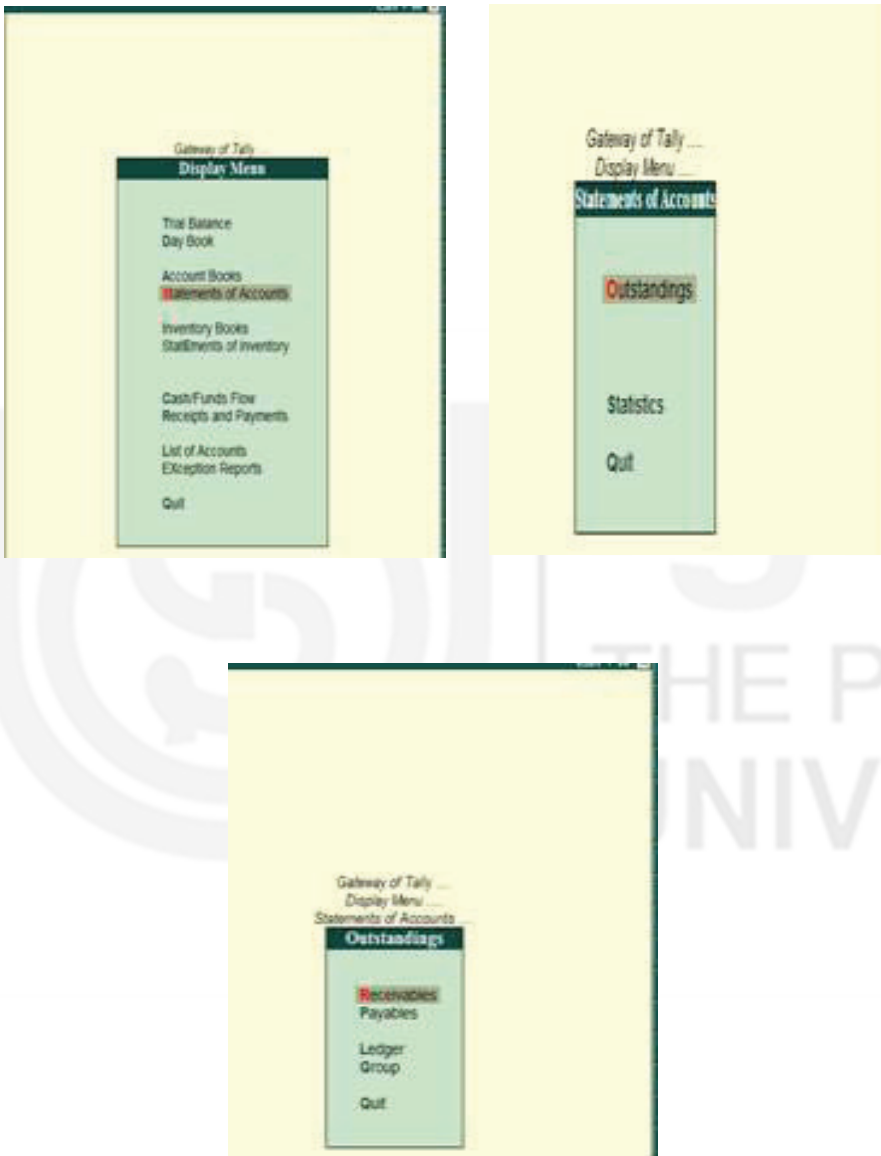 Gateway of Tally ...
Display Menu
Trial Balance
Day Book
Account Books
Statements of Accounts
Inventory Books
StatEments of Inventory
Cash/Funds Flow
Receipts and Payments
List of Accounts
EXception Reports
Quit
Gateway of Tally ....
Display Menu ....
Statements of Accounts
Outstandings
Statistics
Quit
Gateway of Tally ....
Display Menu ....
Statements of Accounts ....
Outstandings
Receivables
Payables
Ledger
Group
Quit
THE P
UNIV